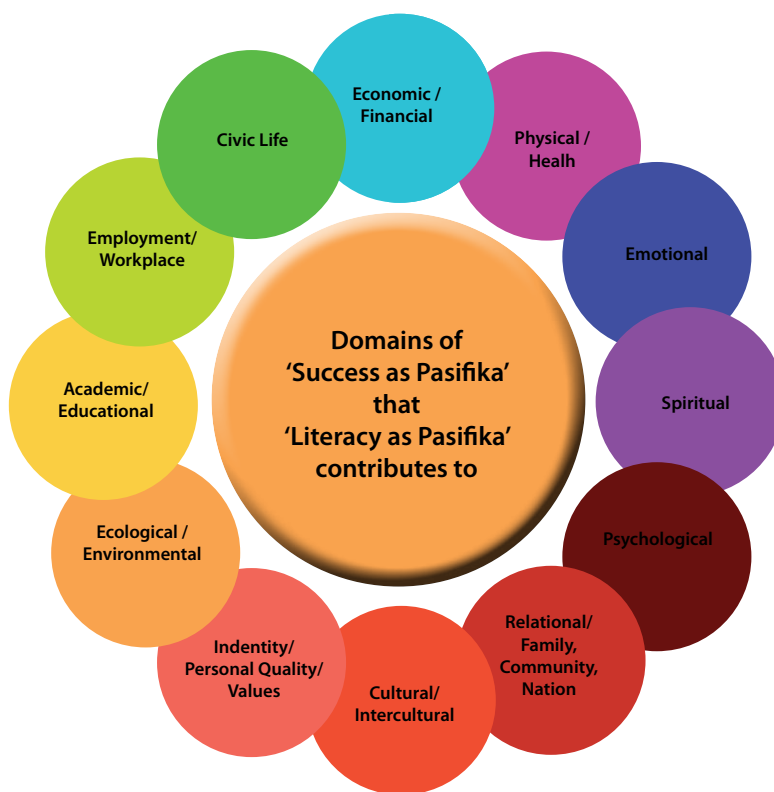 Economic /
Financial
Physical /
Healh
Emotional
Spiritual
Psychological
Relational/
Family,
Community,
Nation
Cultural/
Intercultural
Indentity/
Personal Quality/
Values
Ecological /
Environmental
Academic/
Educational
Employment/
Workplace
Civic Life
Domains of
‘Success as Pasifika’
that
‘Literacy as Pasifika’
contributes to